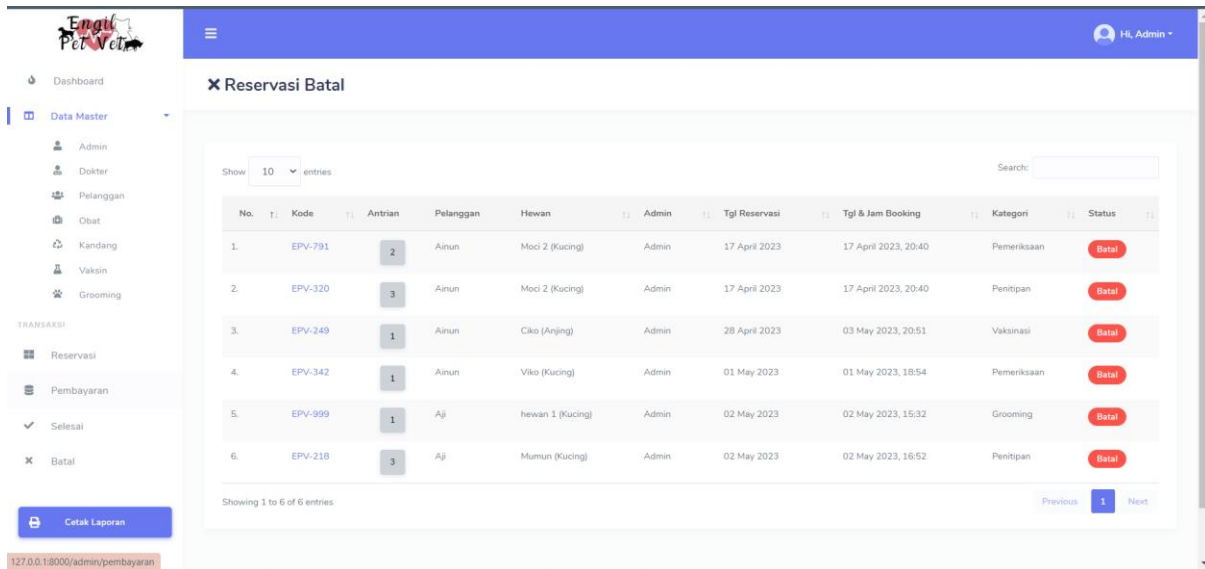 Engil
Pet Vet
Hi, Admin
Dashboard
Reservasi Batal
Data Master
Admin
Dokter
Pelanggan
Obat
Kandang
Vaksin
Grooming
TRANSAKSI
Reservasi
Pembayaran
Selesai
Batal
Cetak Laporan
127.0.0.1:8000/admin/pembayaran
Show 10 entries Search:
No. Kode Antrian Pelanggan Hewan Admin Tgl Reservasi Tgl & Jam Booking Kategori Status
1. EPV-791 2 Ainun Moci 2 (Kucing) Admin 17 April 2023 17 April 2023, 20:40 Pemeriksaan Batal
2. EPV-320 3 Ainun Moci 2 (Kucing) Admin 17 April 2023 17 April 2023, 20:40 Penitipan Batal
3. EPV-249 1 Ainun Ciko (Anjing) Admin 28 April 2023 03 May 2023, 20:51 Vaksinasi Batal
4. EPV-342 1 Ainun Viko (Kucing) Admin 01 May 2023 01 May 2023, 18:54 Pemeriksaan Batal
5. EPV-999 1 Aji hewan 1 (Kucing) Admin 02 May 2023 02 May 2023, 15:32 Grooming Batal
6. EPV-218 3 Aji Mumun (Kucing) Admin 02 May 2023 02 May 2023, 16:52 Penitipan Batal
Showing 1 to 6 of 6 entries Previous 1 Next